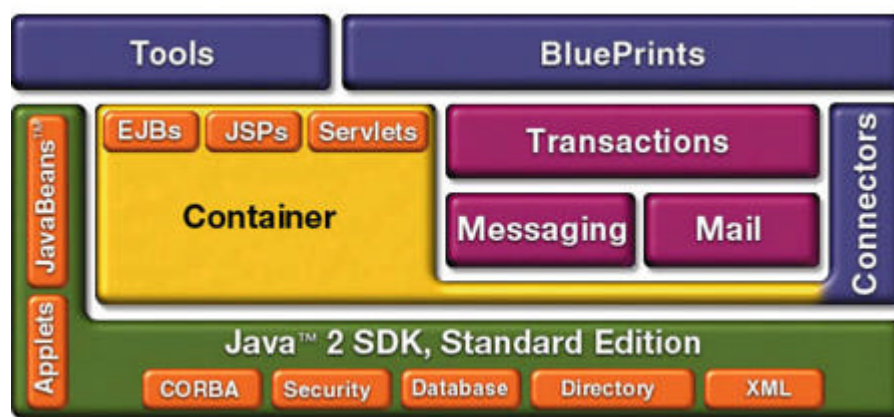 Tools
BluePrints
JavaBeans™
Applets
EJBs
JSPs
Servlets
Container
Transactions
Messaging
Mail
Connectors
Java™ 2 SDK, Standard Edition
CORBA
Security
Database
Directory
XML